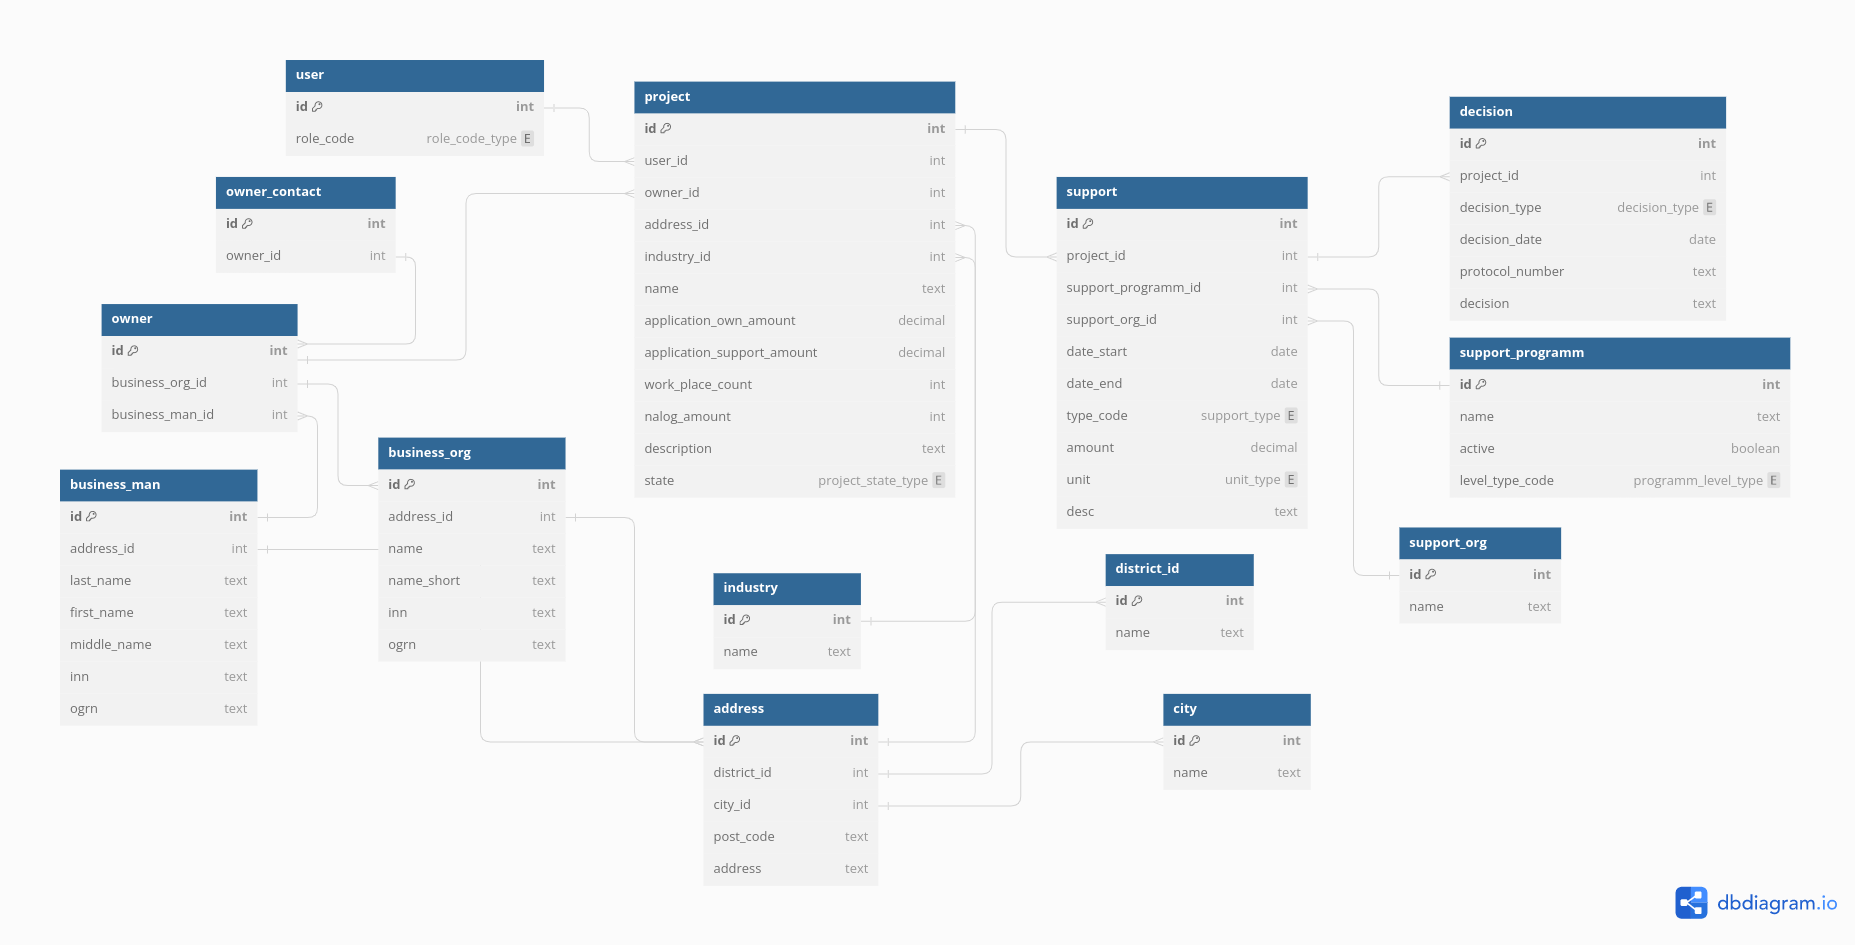 user
id int
role_code role_code_type E
owner_contact
id int
owner_id int
owner
id int
business_org_id int
business_man_id int
business_man
id int
address_id int
last_name text
first_name text
middle_name text
inn text
ogrn text
business_org
id int
address_id int
name text
name_short text
inn text
ogrn text
project
id int
user_id int
owner_id int
address_id int
industry_id int
name text
application_own_amount decimal
application_support_amount decimal
work_place_count int
nalog_amount int
description text
state project_state_type E
industry
id int
name text
address
id int
district_id int
city_id int
post_code text
address text
support
id int
project_id int
support_programm_id int
support_org_id int
date_start date
date_end date
type_code support_type E
amount decimal
unit unit_type E
desc text
district_id
id int
name text
city
id int
name text
decision
id int
project_id int
decision_type decision_type E
decision_date date
protocol_number text
decision text
support_programm
id int
name text
active boolean
level_type_code programm_level_type E
support_org
id int
name text
dbdiagram.io